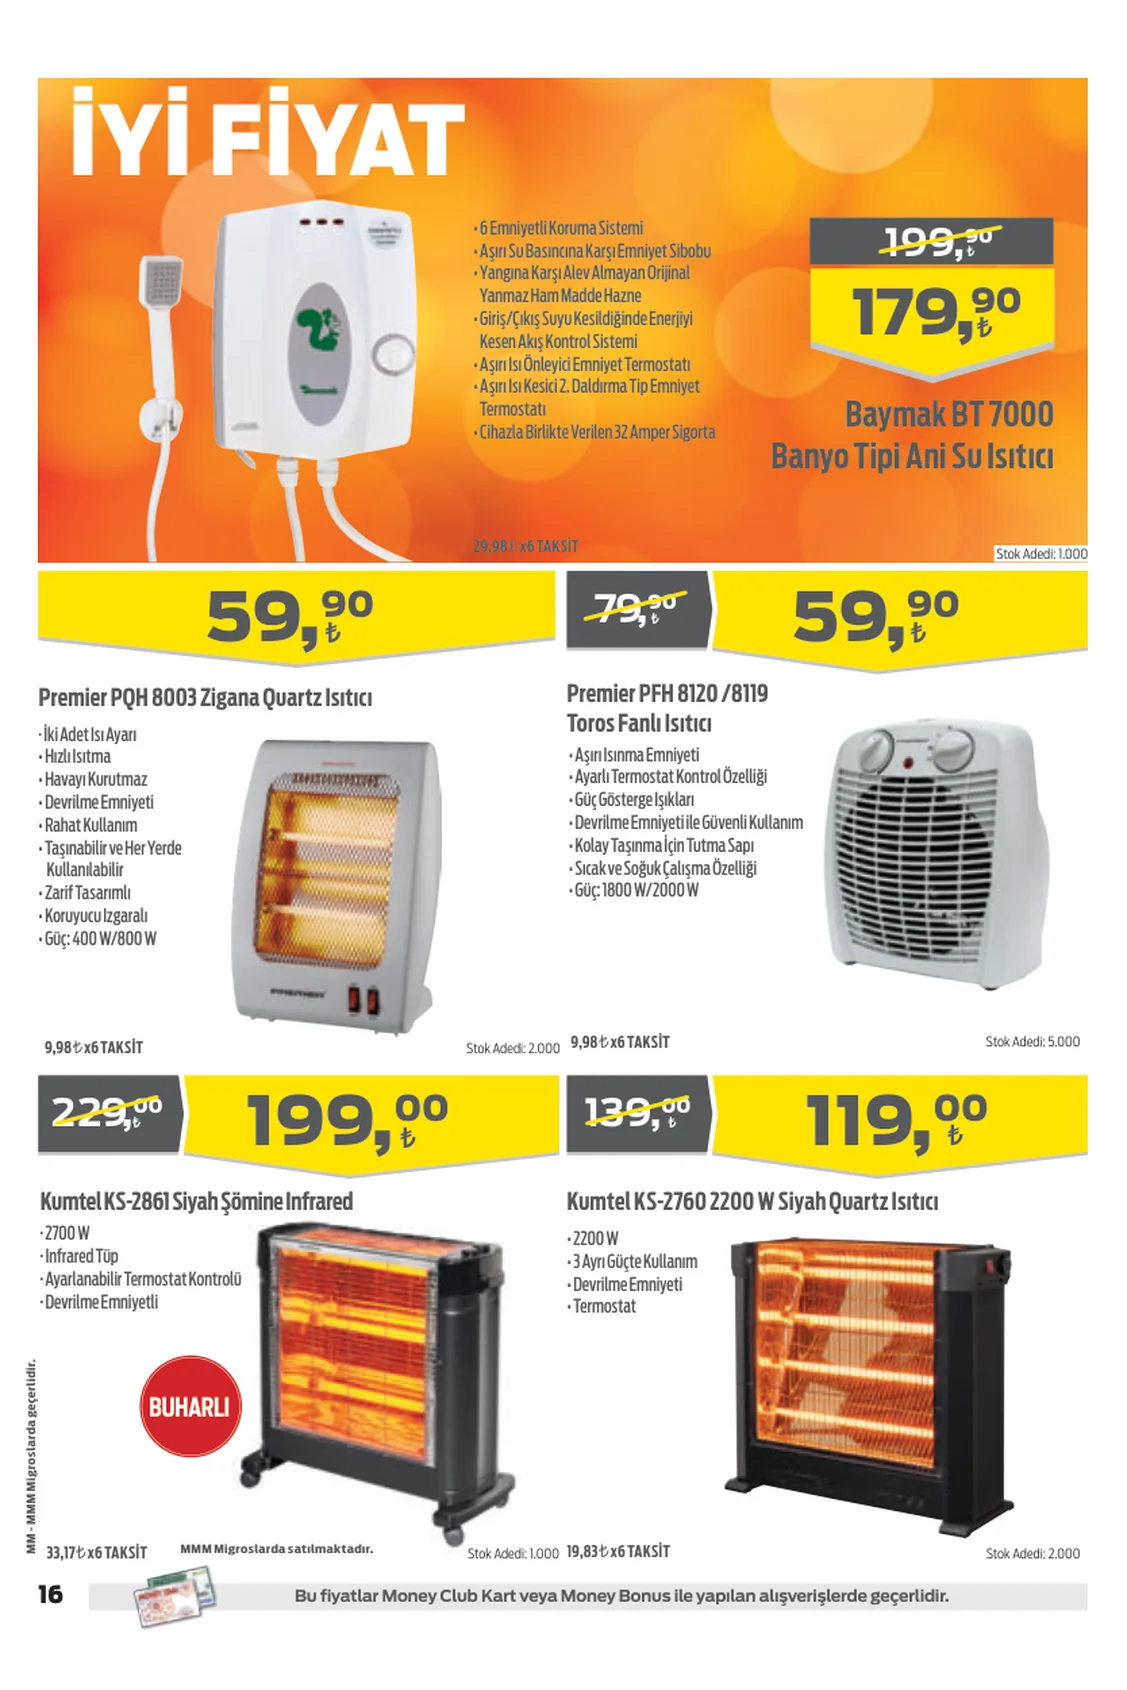 İYİ FİYAT
• 6 Emniyetli Koruma Sistemi
• Aşırı Su Basıncına Karşı Emniyet Sibobu
• Yangına Karşı Alev Almayan Orijinal
Yanmaz Ham Madde Hazne
• Giriş/Çıkış Suyu Kesildiğinde Enerjiyi
Kesen Akış Kontrol Sistemi
• Aşırı Isı Önleyici Emniyet Termostatı
• Aşırı Isı Kesici 2. Daldırma Tip Emniyet
Termostatı
• Cihazla Birlikte Verilen 32 Amper Sigorta
199,90 ₺
179,90 ₺
Baymak BT 7000
Banyo Tipi Ani Su Isıtıcı
29,98 ₺ x6 TAKSİT
Stok Adedi: 1.000
59,90 ₺
Premier PQH 8003 Zigana Quartz Isıtıcı
• İki Adet Isı Ayarı
• Hızlı Isıtma
• Havayı Kurutmaz
• Devrilme Emniyeti
• Rahat Kullanım
• Taşınabilir ve Her Yerde
Kullanılabilir
• Zarif Tasarımlı
• Koruyucu Izgaralı
• Güç: 400 W/800 W
PREMIER
9,98 ₺ x6 TAKSİT
Stok Adedi: 2.000
79,90 ₺
59,90 ₺
Premier PFH 8120 /8119
Toros Fanlı Isıtıcı
• Aşırı Isınma Emniyeti
• Ayarlı Termostat Kontrol Özelliği
• Güç Gösterge Işıkları
• Devrilme Emniyeti ile Güvenli Kullanım
• Kolay Taşınma İçin Tutma Sapı
• Sıcak ve Soğuk Çalışma Özelliği
• Güç: 1800 W/2000 W
9,98 ₺ x6 TAKSİT
Stok Adedi: 5.000
229,00 ₺
199,00 ₺
Kumtel KS-2861 Siyah Şömine Infrared
• 2700 W
• Infrared Tüp
• Ayarlanabilir Termostat Kontrolü
• Devrilme Emniyetli
BUHARLI
33,17 ₺ x6 TAKSİT
MMM Migroslarda satılmaktadır.
Stok Adedi: 1.000
139,00 ₺
119,00 ₺
Kumtel KS-2760 2200 W Siyah Quartz Isıtıcı
• 2200 W
• 3 Ayrı Güçte Kullanım
• Devrilme Emniyeti
• Termostat
19,83 ₺ x6 TAKSİT
Stok Adedi: 2.000
MM - MMM Migroslarda geçerlidir.
16
Bu fiyatlar Money Club Kart veya Money Bonus ile yapılan alışverişlerde geçerlidir.